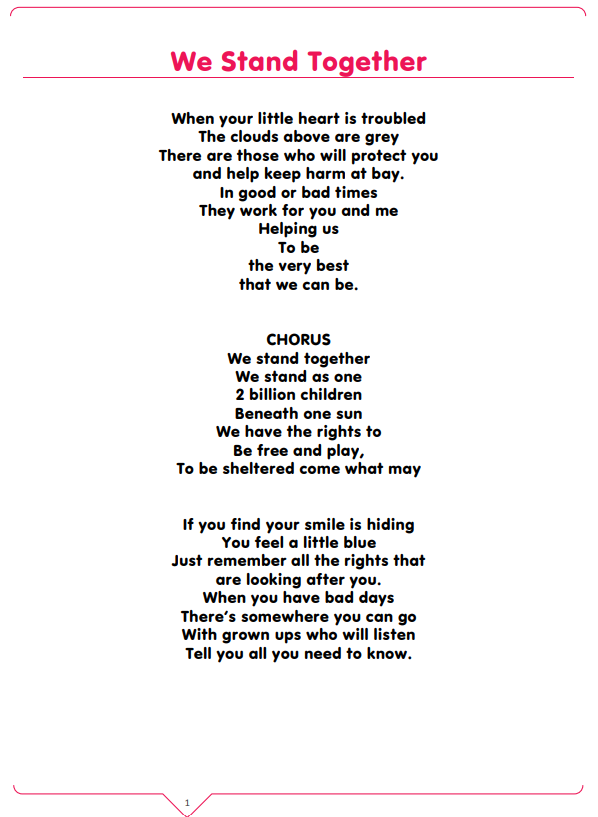 We Stand Together
When your little heart is troubled
The clouds above are grey
There are those who will protect you
and help keep harm at bay.
In good or bad times
They work for you and me
Helping us
To be
the very best
that we can be.
CHORUS
We stand together
We stand as one
2 billion children
Beneath one sun
We have the rights to
Be free and play,
To be sheltered come what may
If you find your smile is hiding
You feel a little blue
Just remember all the rights that
are looking after you.
When you have bad days
There's somewhere you can go
With grown ups who will listen
Tell you all you need to know.
1